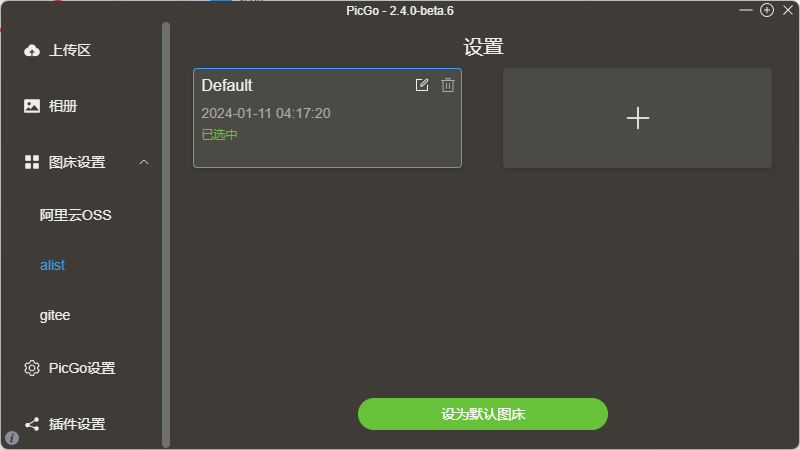 PicGo - 2.4.0-beta.6
上传区
相册
图床设置
阿里云OSS
alist
gitee
PicGo设置
插件设置
设置
Default
2024-01-11 04:17:20
已选中
设为默认图床